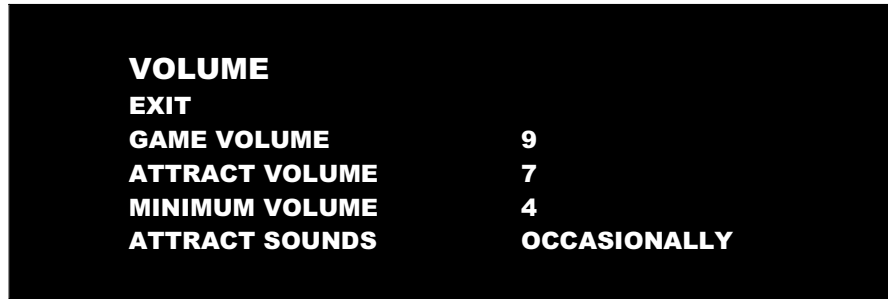 VOLUME
EXIT
GAME VOLUME 9
ATTRACT VOLUME 7
MINIMUM VOLUME 4
ATTRACT SOUNDS OCCASIONALLY